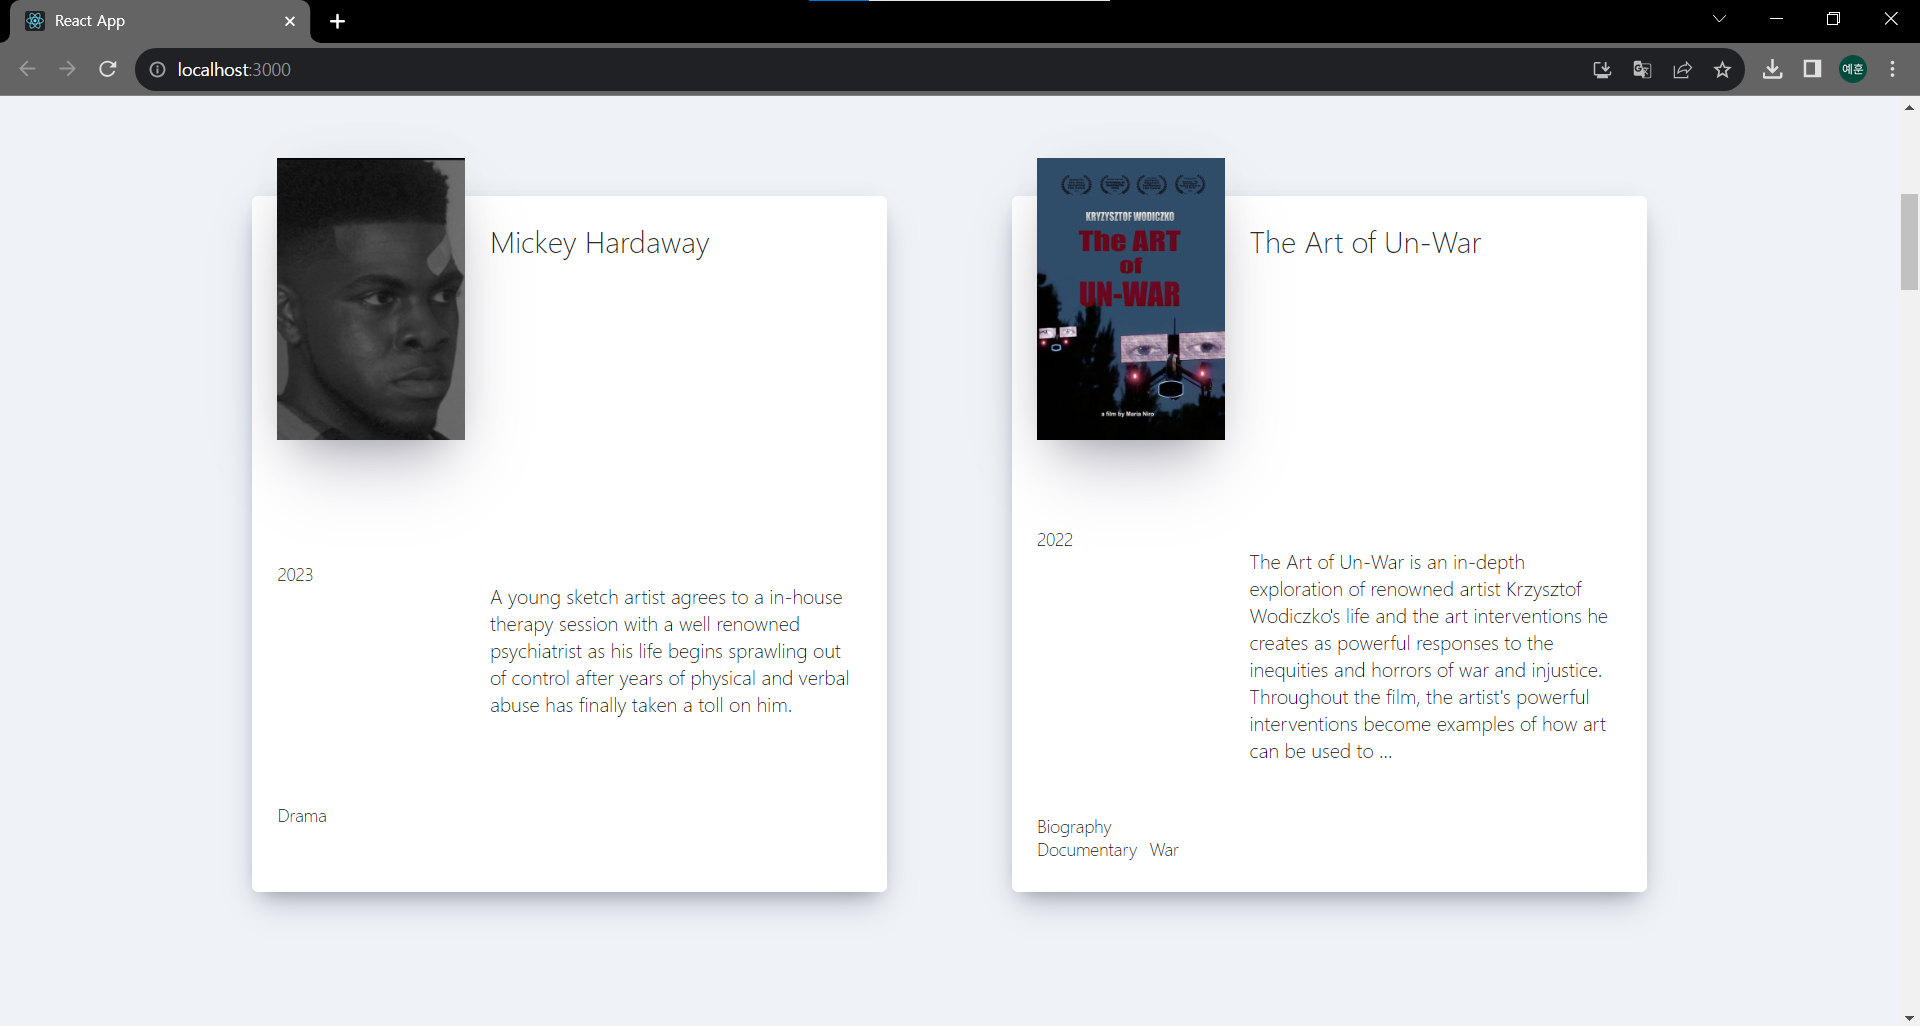 React App
localhost:3000
예훈
Mickey Hardaway
2023
A young sketch artist agrees to a in-house
therapy session with a well renowned
psychiatrist as his life begins sprawling out
of control after years of physical and verbal
abuse has finally taken a toll on him.
Drama
KRYZYSZTOF WODICZKO
The ART
of
UN-WAR
a film by Maria Niro
The Art of Un-War
2022
The Art of Un-War is an in-depth
exploration of renowned artist Krzysztof
Wodiczko's life and the art interventions he
creates as powerful responses to the
inequities and horrors of war and injustice.
Throughout the film, the artist's powerful
interventions become examples of how art
can be used to ...
Biography
Documentary War